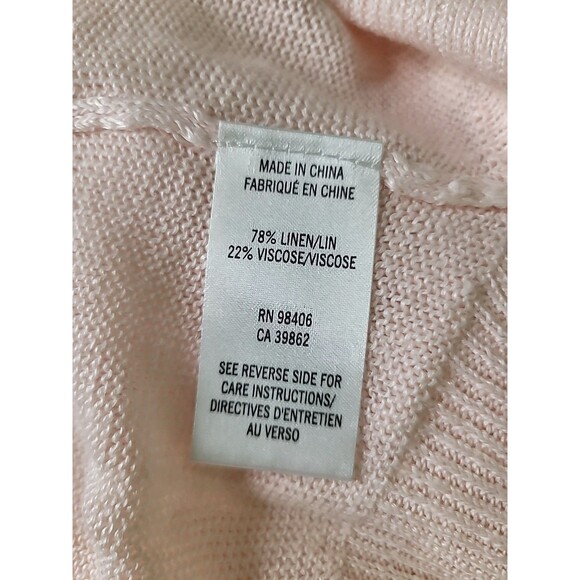 MADE IN CHINA
FABRIQUÉ EN CHINE
78% LINEN/LIN
22% VISCOSE/VISCOSE
RN 98406
CA 39862
SEE REVERSE SIDE FOR
CARE INSTRUCTIONS/
DIRECTIVES D'ENTRETIEN
AU VERSO